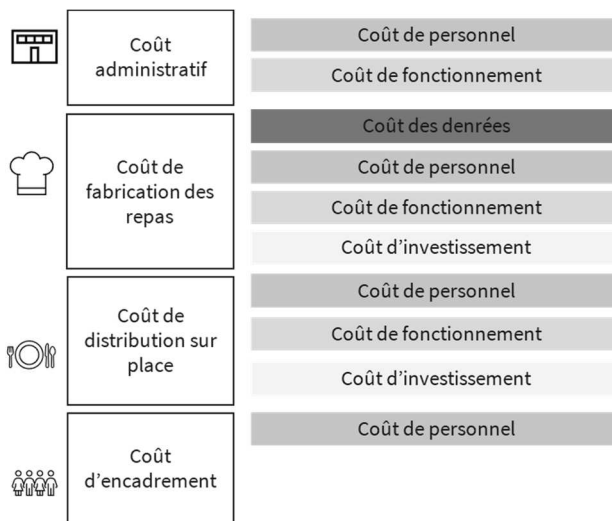 Coût
administratif
Coût de personnel
Coût de fonctionnement
Coût de
fabrication des
repas
Coût des denrées
Coût de personnel
Coût de fonctionnement
Coût d’investissement
Coût de
distribution sur
place
Coût de personnel
Coût de fonctionnement
Coût d’investissement
Coût
d’encadrement
Coût de personnel